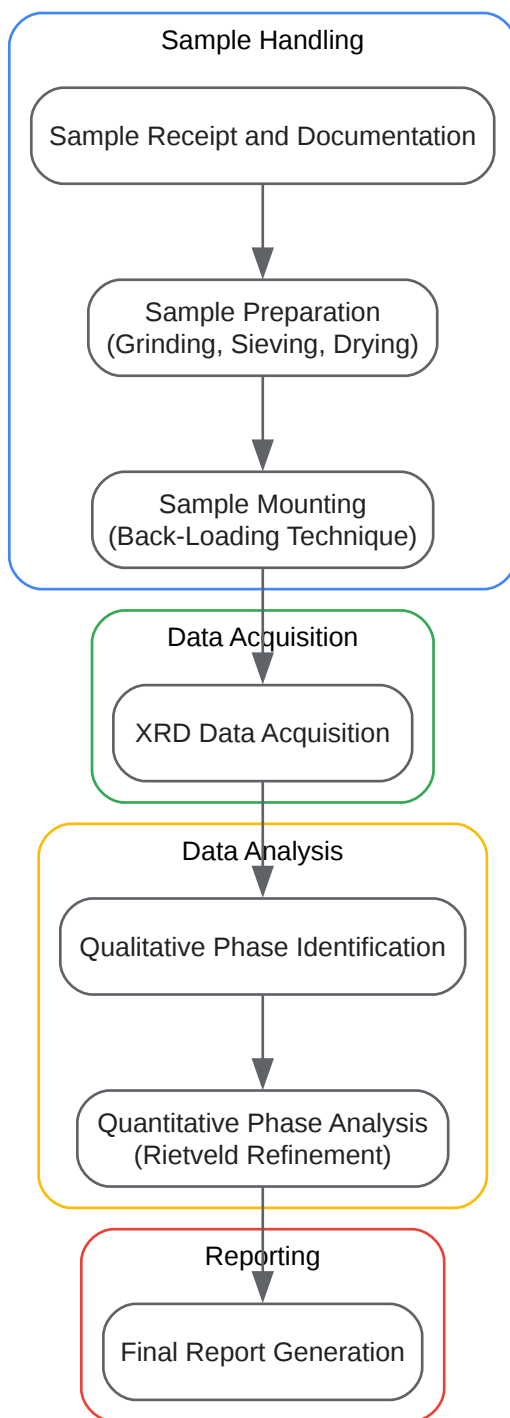 Sample Handling
Sample Receipt and Documentation
Sample Preparation
(Grinding, Sieving, Drying)
Sample Mounting
(Back-Loading Technique)
Data Acquisition
XRD Data Acquisition
Data Analysis
Qualitative Phase Identification
Quantitative Phase Analysis
(Rietveld Refinement)
Reporting
Final Report Generation